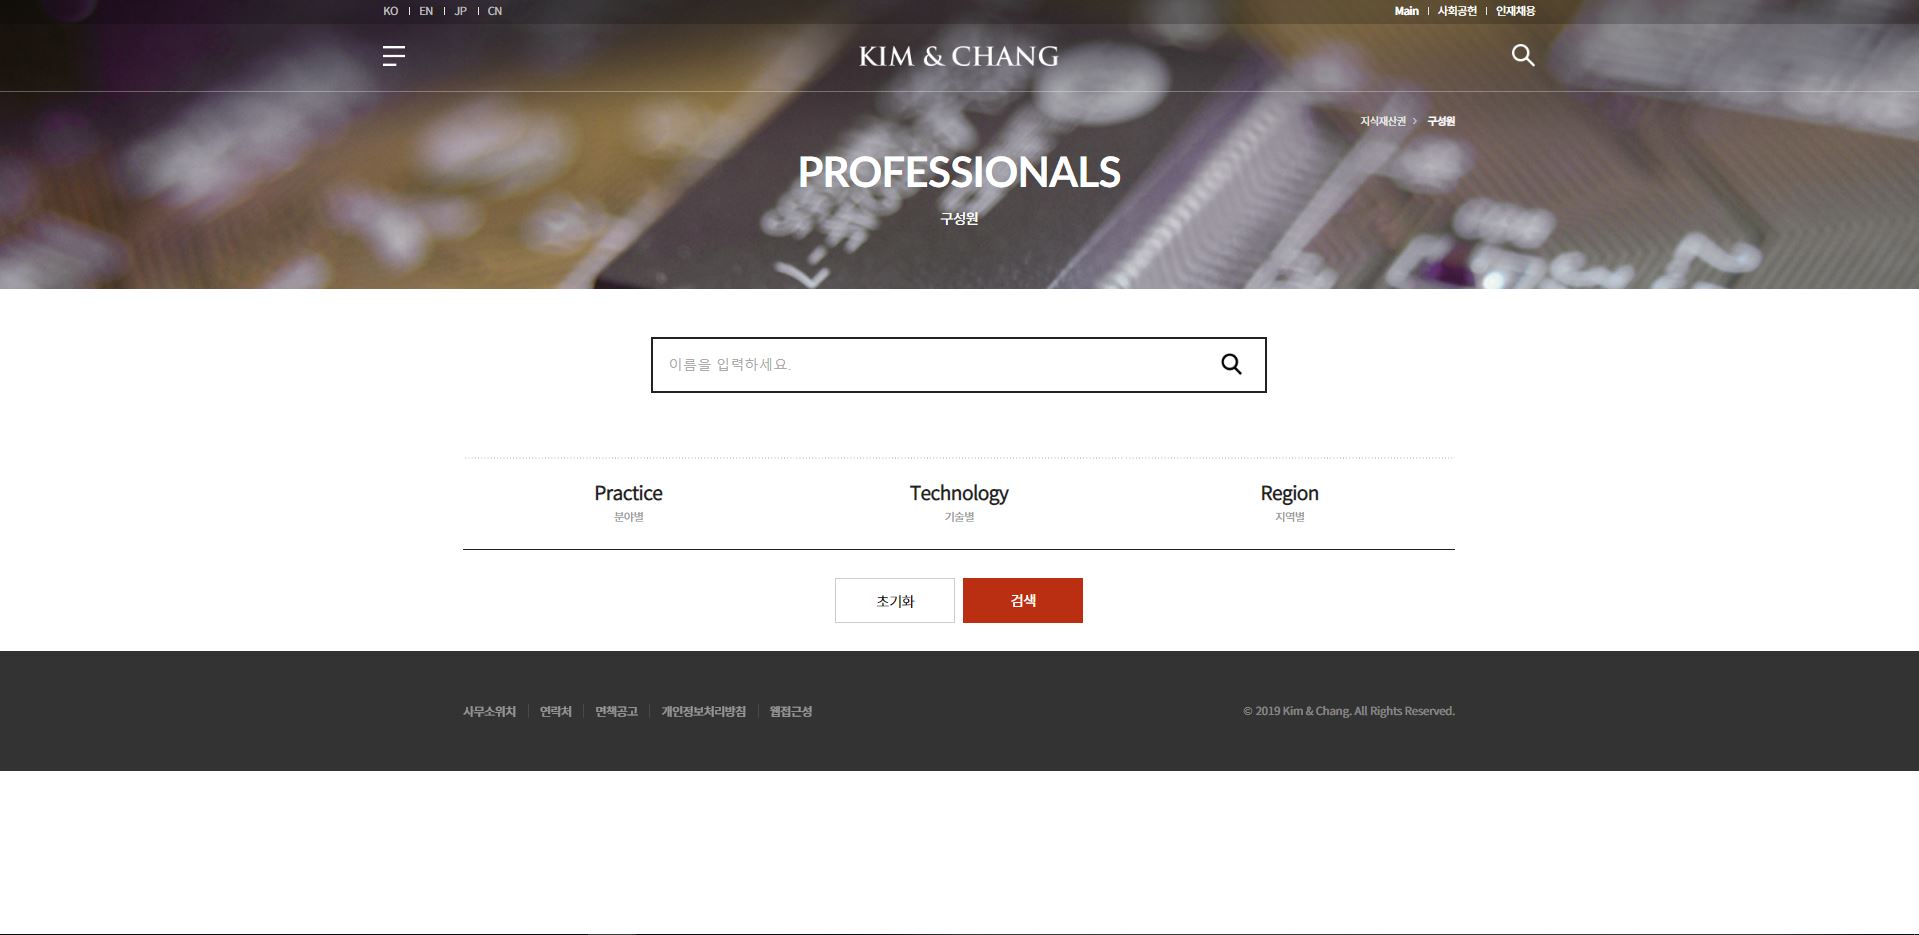 KO | EN | JP | CN
Main | 사회공헌 | 인재채용
KIM & CHANG
지식재산권 > 구성원
PROFESSIONALS
구성원
이름을 입력하세요.
Practice
분야별
Technology
기술별
Region
지역별
초기화
검색
사무소위치 | 연락처 | 면책공고 | 개인정보처리방침 | 웹접근성
© 2019 Kim & Chang. All Rights Reserved.